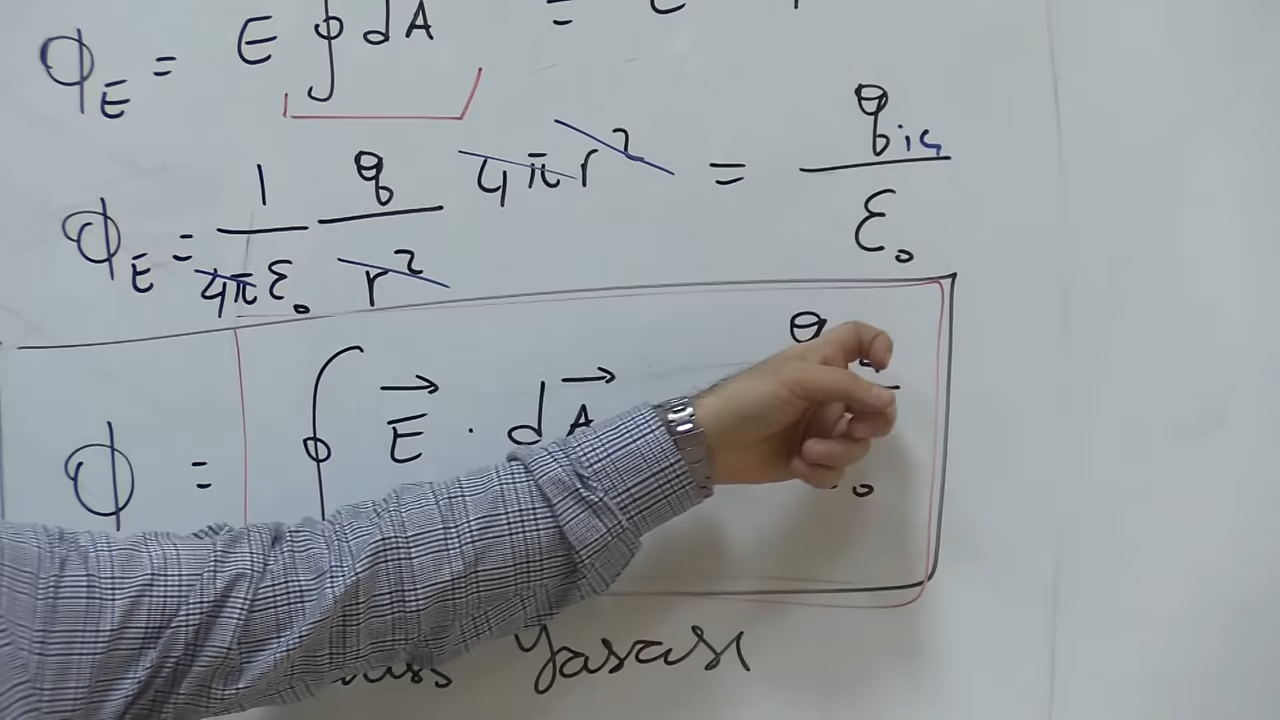 Φ_E = E ∮ dA =
Φ_E = 1/4πε₀ q/r² 4πr² = q_iç/ε₀
Φ = ∮ E⃗ · dA⃗
Yasası